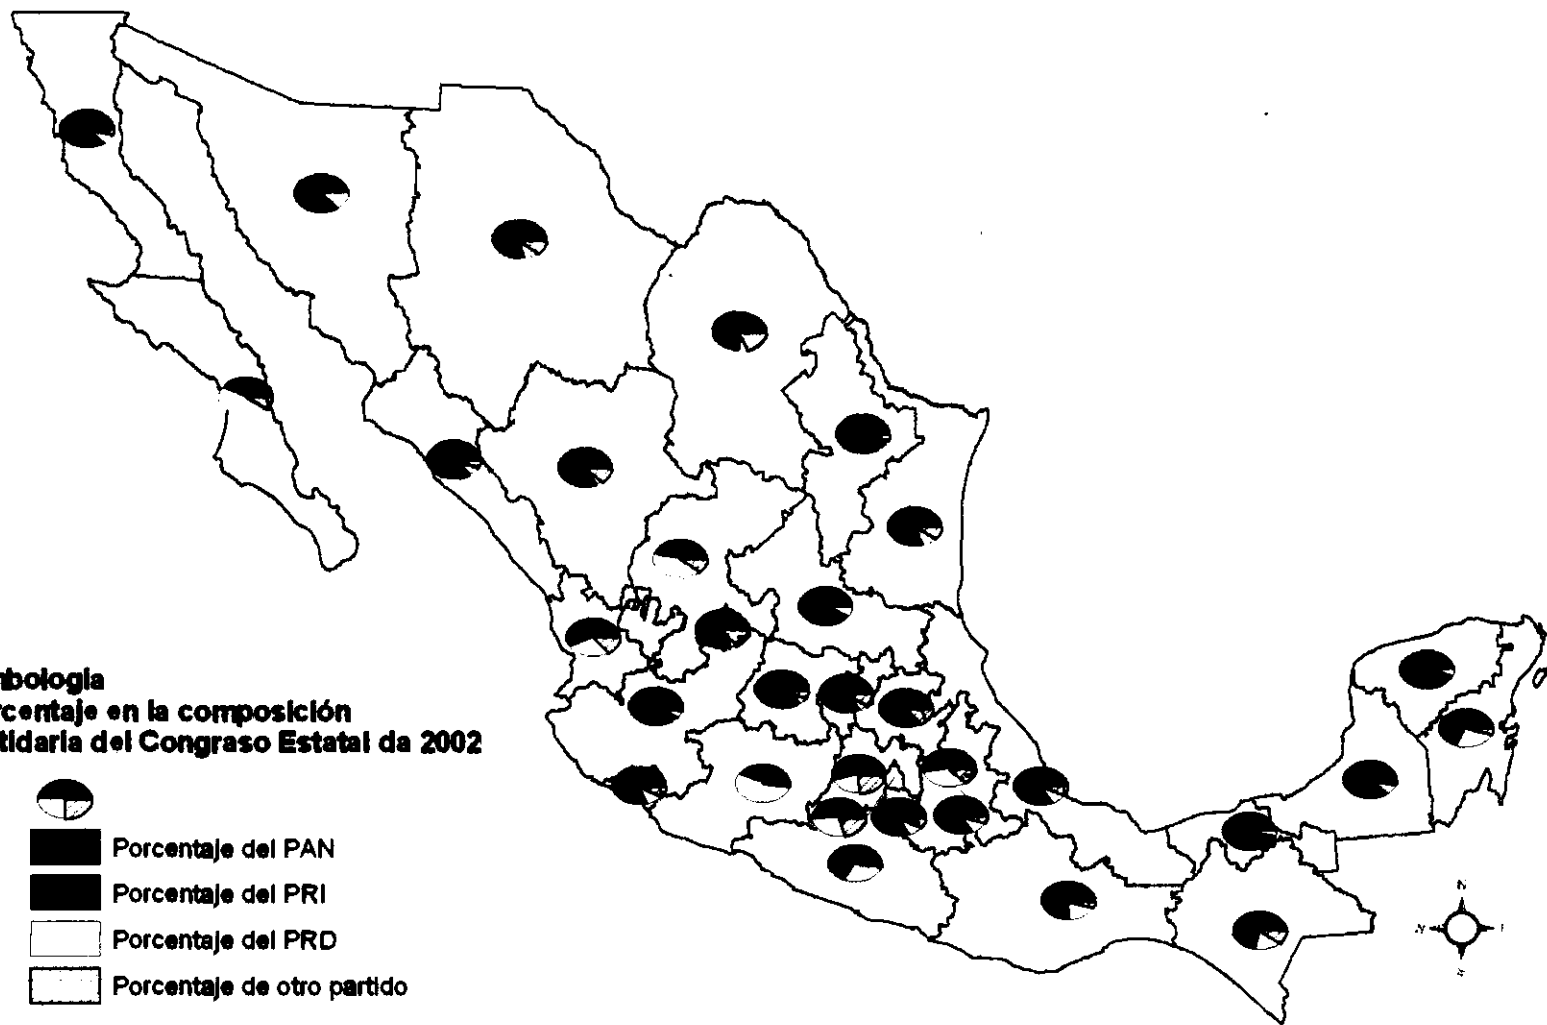 nbologia
rcentaje en la composición
tidaria del Congraso Estatal da 2002
Porcentaje del PAN
Porcentaje del PRI
Porcentaje del PRD
Porcentaje de otro partido
N